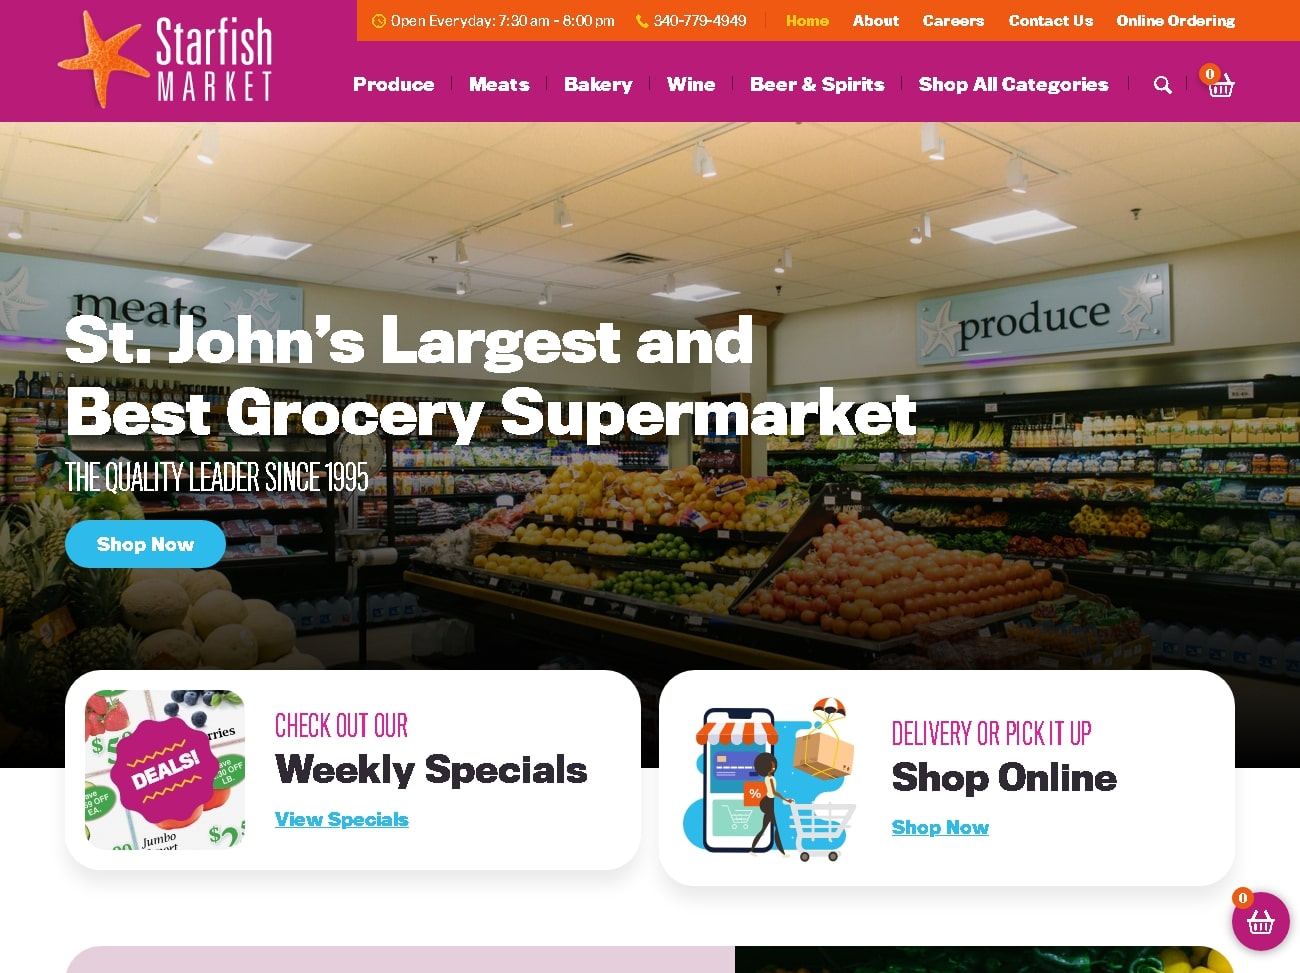 Starfish
MARKET
Open Everyday: 7:30 am - 8:00 pm
340-779-4949
Home
About
Careers
Contact Us
Online Ordering
Produce
Meats
Bakery
Wine
Beer & Spirits
Shop All Categories
0
meats
produce
St. John's Largest and
Best Grocery Supermarket
THE QUALITY LEADER SINCE 1995
Shop Now
DEALS!
Jumbo
CHECK OUT OUR
Weekly Specials
View Specials
%
DELIVERY OR PICK IT UP
Shop Online
Shop Now
0